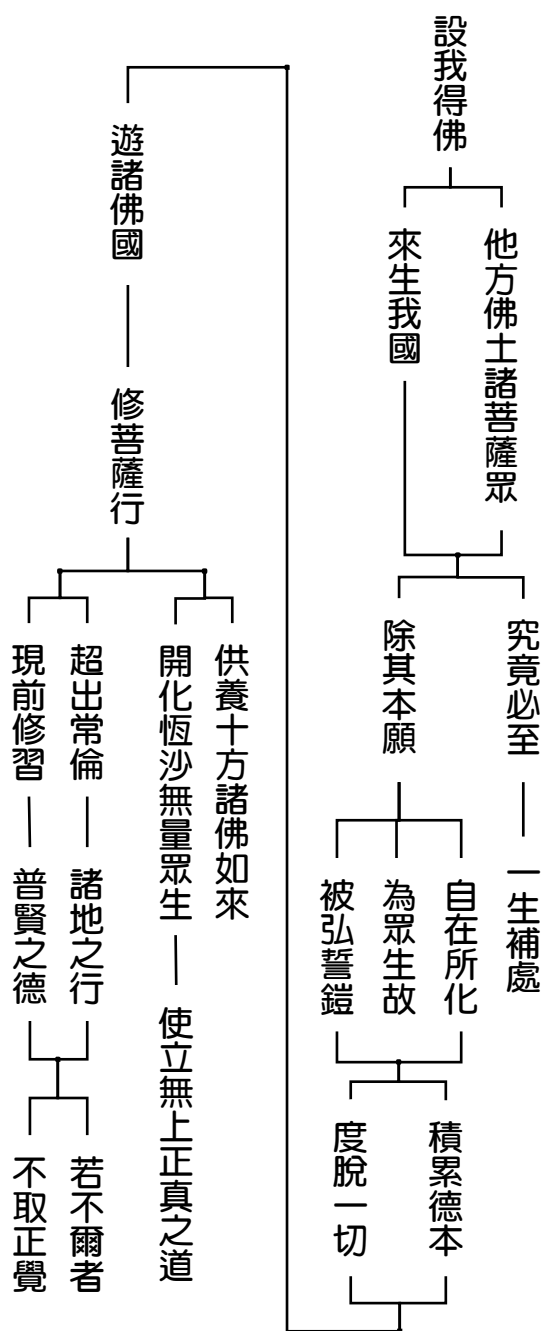 設我得佛
他方佛土諸菩薩眾
來生我國
究竟必至
一生補處
除其本願
自在所化
為眾生故
被弘誓鎧
積累德本
度脫一切
遊諸佛國
修菩薩行
供養十方諸佛如來
開化恆沙無量眾生
使立無上正真之道
超出常倫
諸地之行
現前修習
普賢之德
若不爾者
不取正覺